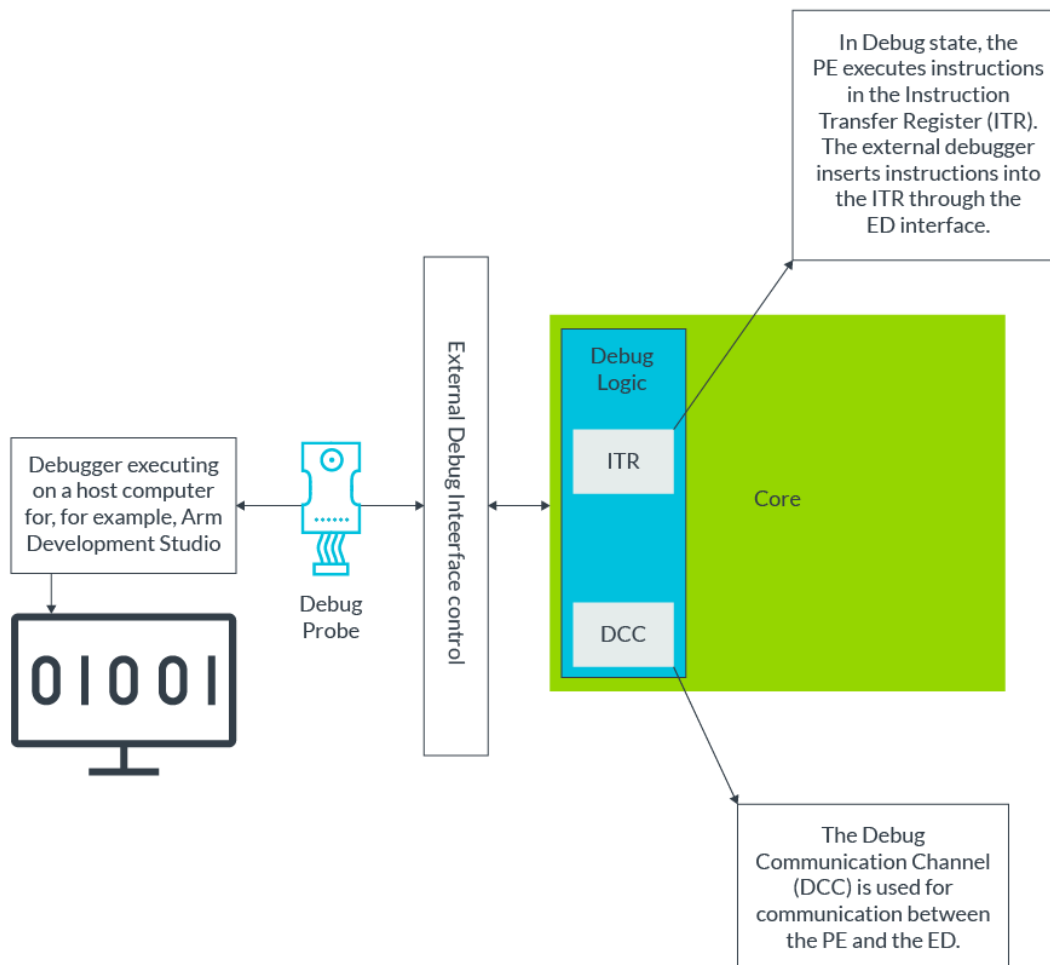 In Debug state, the
PE executes instructions
in the Instruction
Transfer Register (ITR).
The external debugger
inserts instructions into
the ITR through the
ED interface.
External Debug Inteerface control
Debug
Logic
ITR
Core
DCC
Debugger executing
on a host computer
for, for example, Arm
Development Studio
Debug
Probe
01001
The Debug
Communication Channel
(DCC) is used for
communication between
the PE and the ED.